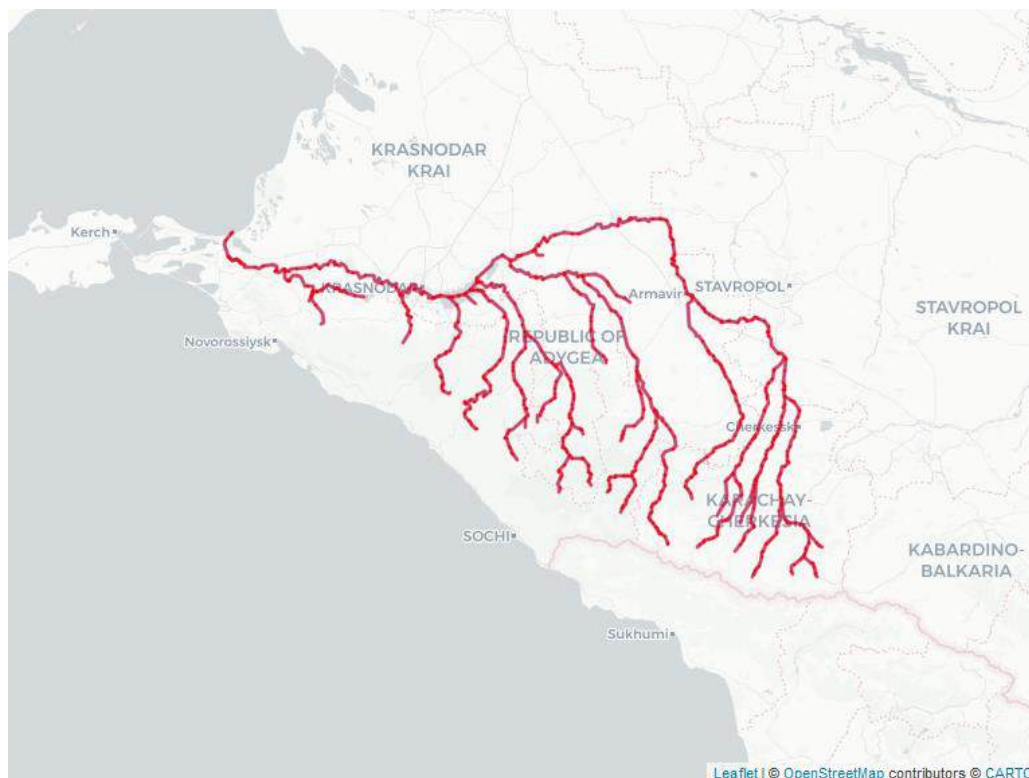 KRASNODAR
KRAI
Kerch
KRASNODAR
Armavir
STAVROPOL
STAVROPOL
KRAI
Novorossiysk
REPUBLIC OF
ADYGEA
Cherkessk
KARACHAY-
CHERKESIA
SOCHI
KABARDINO-
BALKARIA
Sukhumi
Leaflet | © OpenStreetMap contributors © CARTO